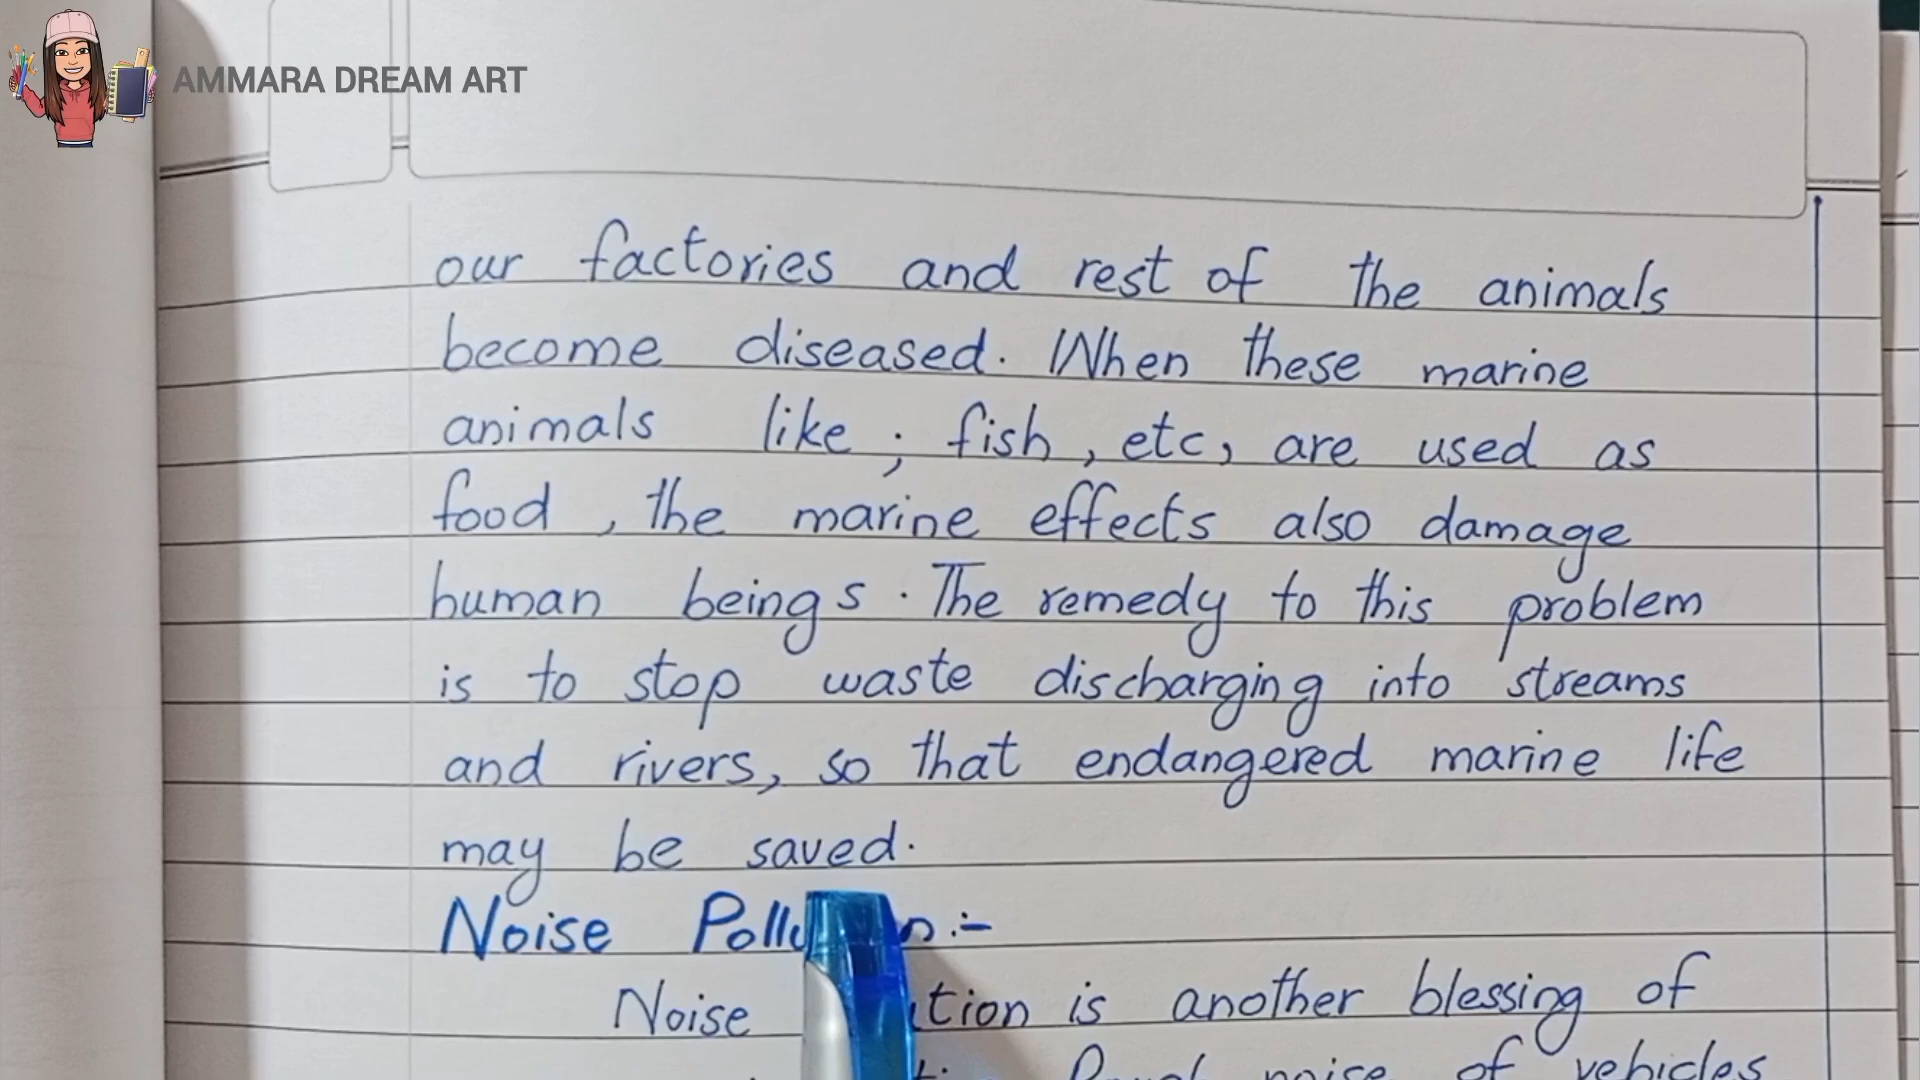 AMMARA DREAM ART
our factories and rest of the animals
become diseased. When these marine
animals like ; fish, etc, are used as
food, the marine effects also damage
human beings. The remedy to this problem
is to stop waste discharging into streams
and rivers, so that endangered marine life
may be saved.
Noise
Noise is another blessing of
noise of vehicles